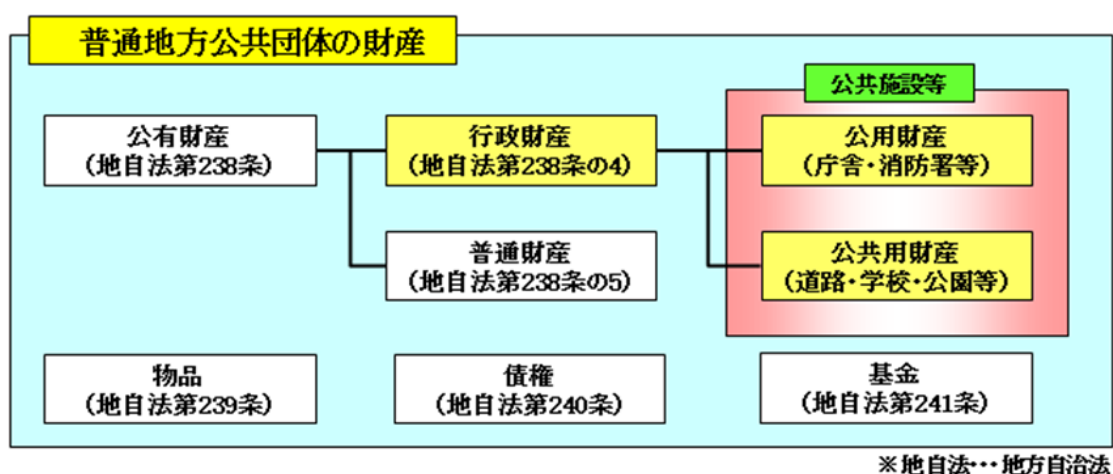 普通地方公共団体の財産
公共施設等
公有財産
(地自法第238条)
行政財産
(地自法第238条の4)
公用財産
(庁舎・消防署等)
普通財産
(地自法第238条の5)
公共用財産
(道路・学校・公園等)
物品
(地自法第239条)
債権
(地自法第240条)
基金
(地自法第241条)
※地自法…地方自治法